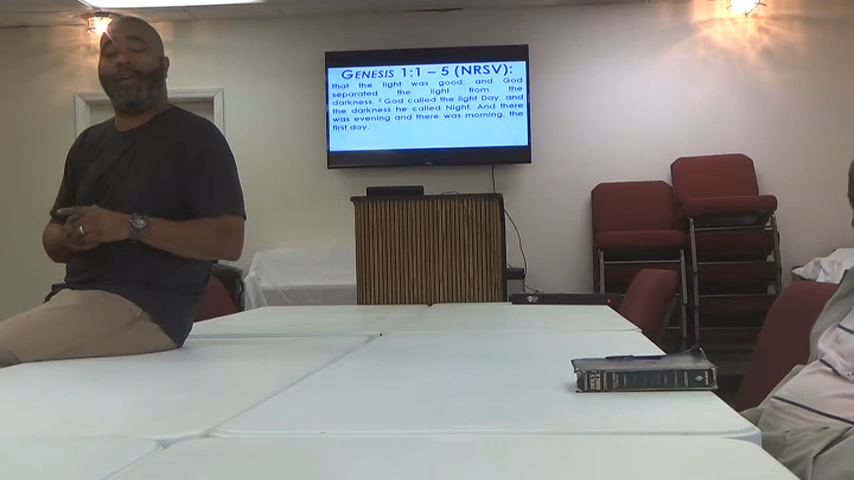 GENESIS 1:1 – 5 (NRSV):
that the light was good; and God
separated the light from the
darkness. ⁵ God called the light Day, and
the darkness he called Night. And there
was evening and there was morning, the
first day.
HOLY BIBLE